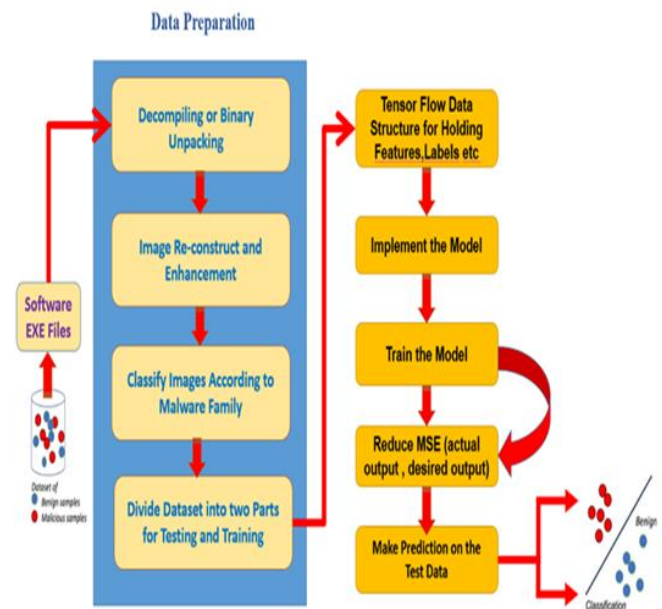 Data Preparation
Decompiling or Binary
Unpacking
Image Re-construct and
Enhancement
Classify Images According to
Malware Family
Divide Dataset into two Parts
for Testing and Training
Software
EXE Files
Dataset of
Benign samples
Malicious samples
Tensor Flow Data
Structure for Holding
Features,Labels etc
Implement the Model
Train the Model
Reduce MSE (actual
output , desired output)
Make Prediction on the
Test Data
Benign
Classification